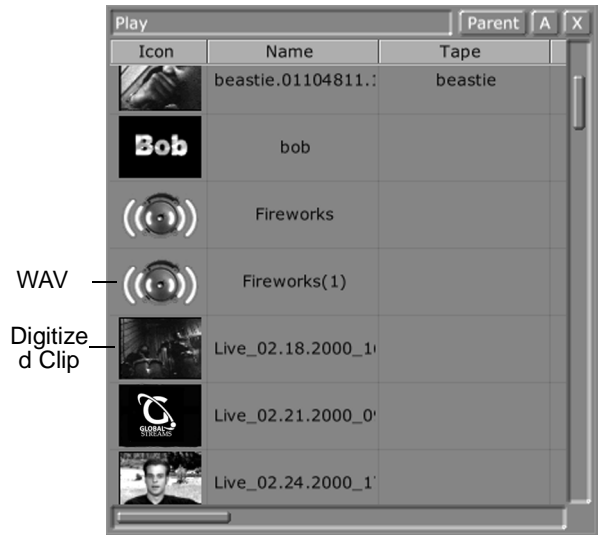 Play Parent A X
Icon Name Tape
beastie.01104811.: beastie
Bob bob
Fireworks
WAV Fireworks(1)
Digitize
d Clip
Live_02.18.2000_1
GLOBAL
STREAMS
Live_02.21.2000_0
Live_02.24.2000_1